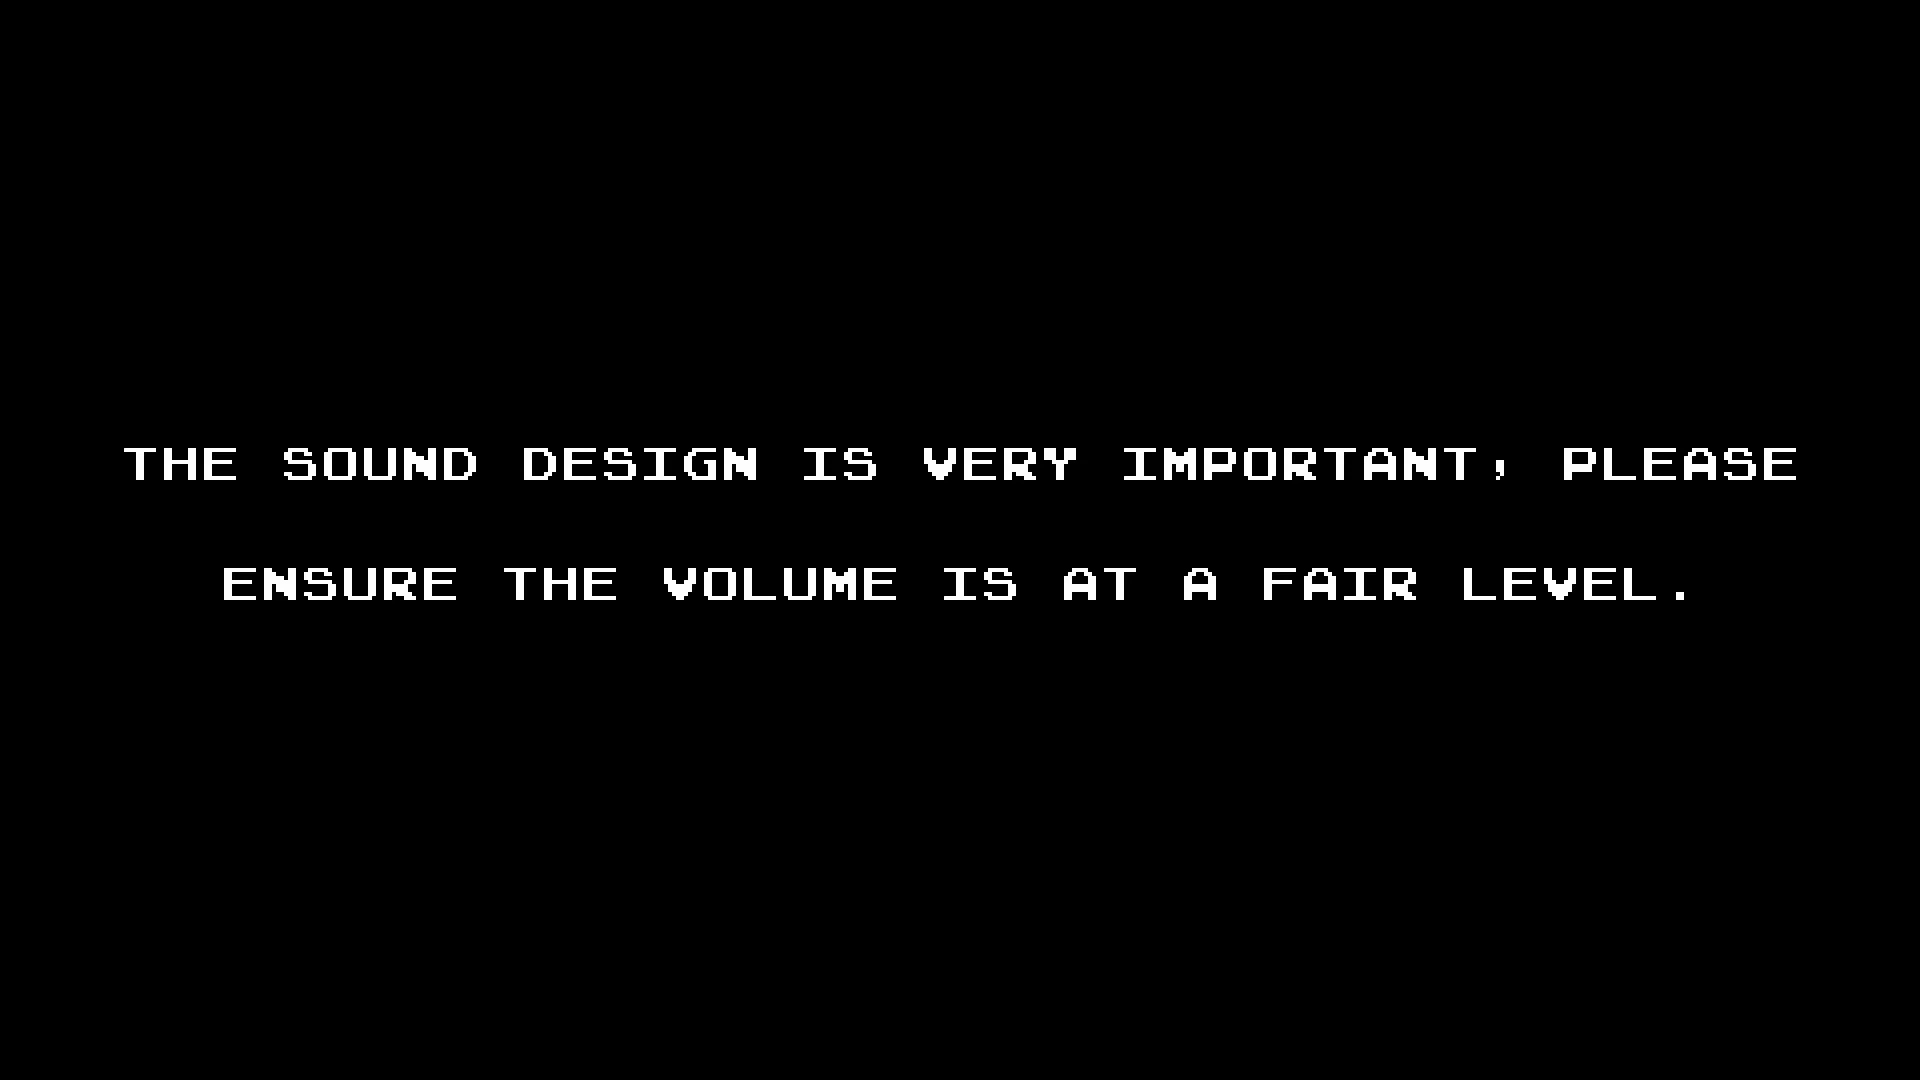 THE SOUND DESIGN IS VERY IMPORTANT; PLEASE
ENSURE THE VOLUME IS AT A FAIR LEVEL.